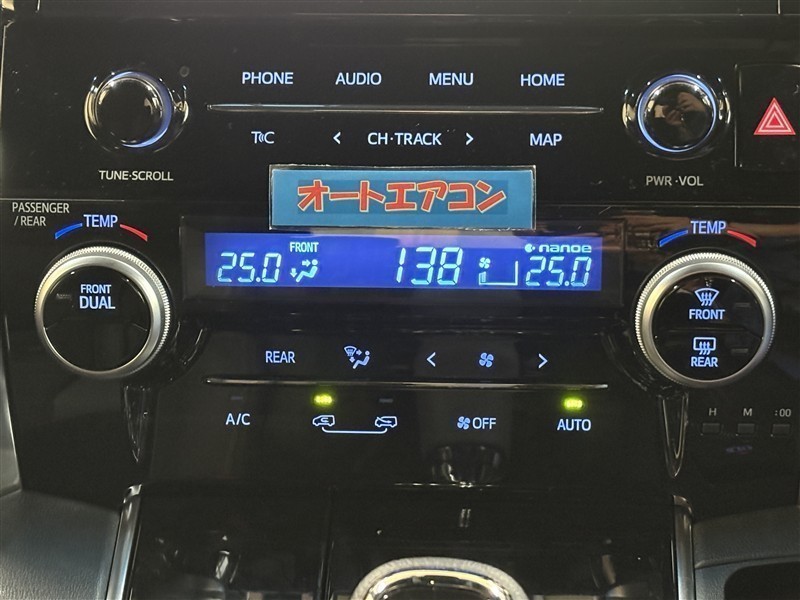 PHONE AUDIO MENU HOME
T C < CH·TRACK > MAP
TUNE·SCROLL
PWR·VOL
オートエアコン
PASSENGER
/ REAR
TEMP
TEMP
FRONT
DUAL
FRONT nanoe
25.0 138 25.0
FRONT
REAR
REAR < >
A/C OFF AUTO
H M :00